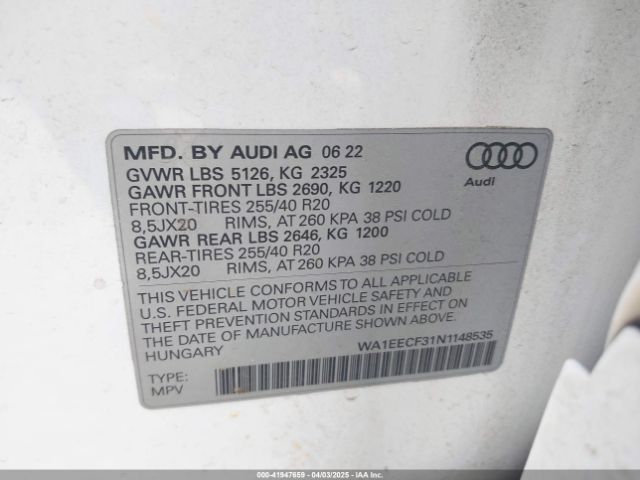 MFD. BY AUDI AG 06 22
GVWR LBS 5126, KG 2325
GAWR FRONT LBS 2690, KG 1220
FRONT-TIRES 255/40 R20
8,5JX20 RIMS, AT 260 KPA 38 PSI COLD
GAWR REAR LBS 2646, KG 1200
REAR-TIRES 255/40 R20
8,5JX20 RIMS, AT 260 KPA 38 PSI COLD
Audi
THIS VEHICLE CONFORMS TO ALL APPLICABLE
U.S. FEDERAL MOTOR VEHICLE SAFETY AND
THEFT PREVENTION STANDARDS IN EFFECT ON
THE DATE OF MANUFACTURE SHOWN ABOVE.
HUNGARY
WA1EECF31N1148535
TYPE:
MPV
000-41947659 - 04/03/2025 - IAAI.COM